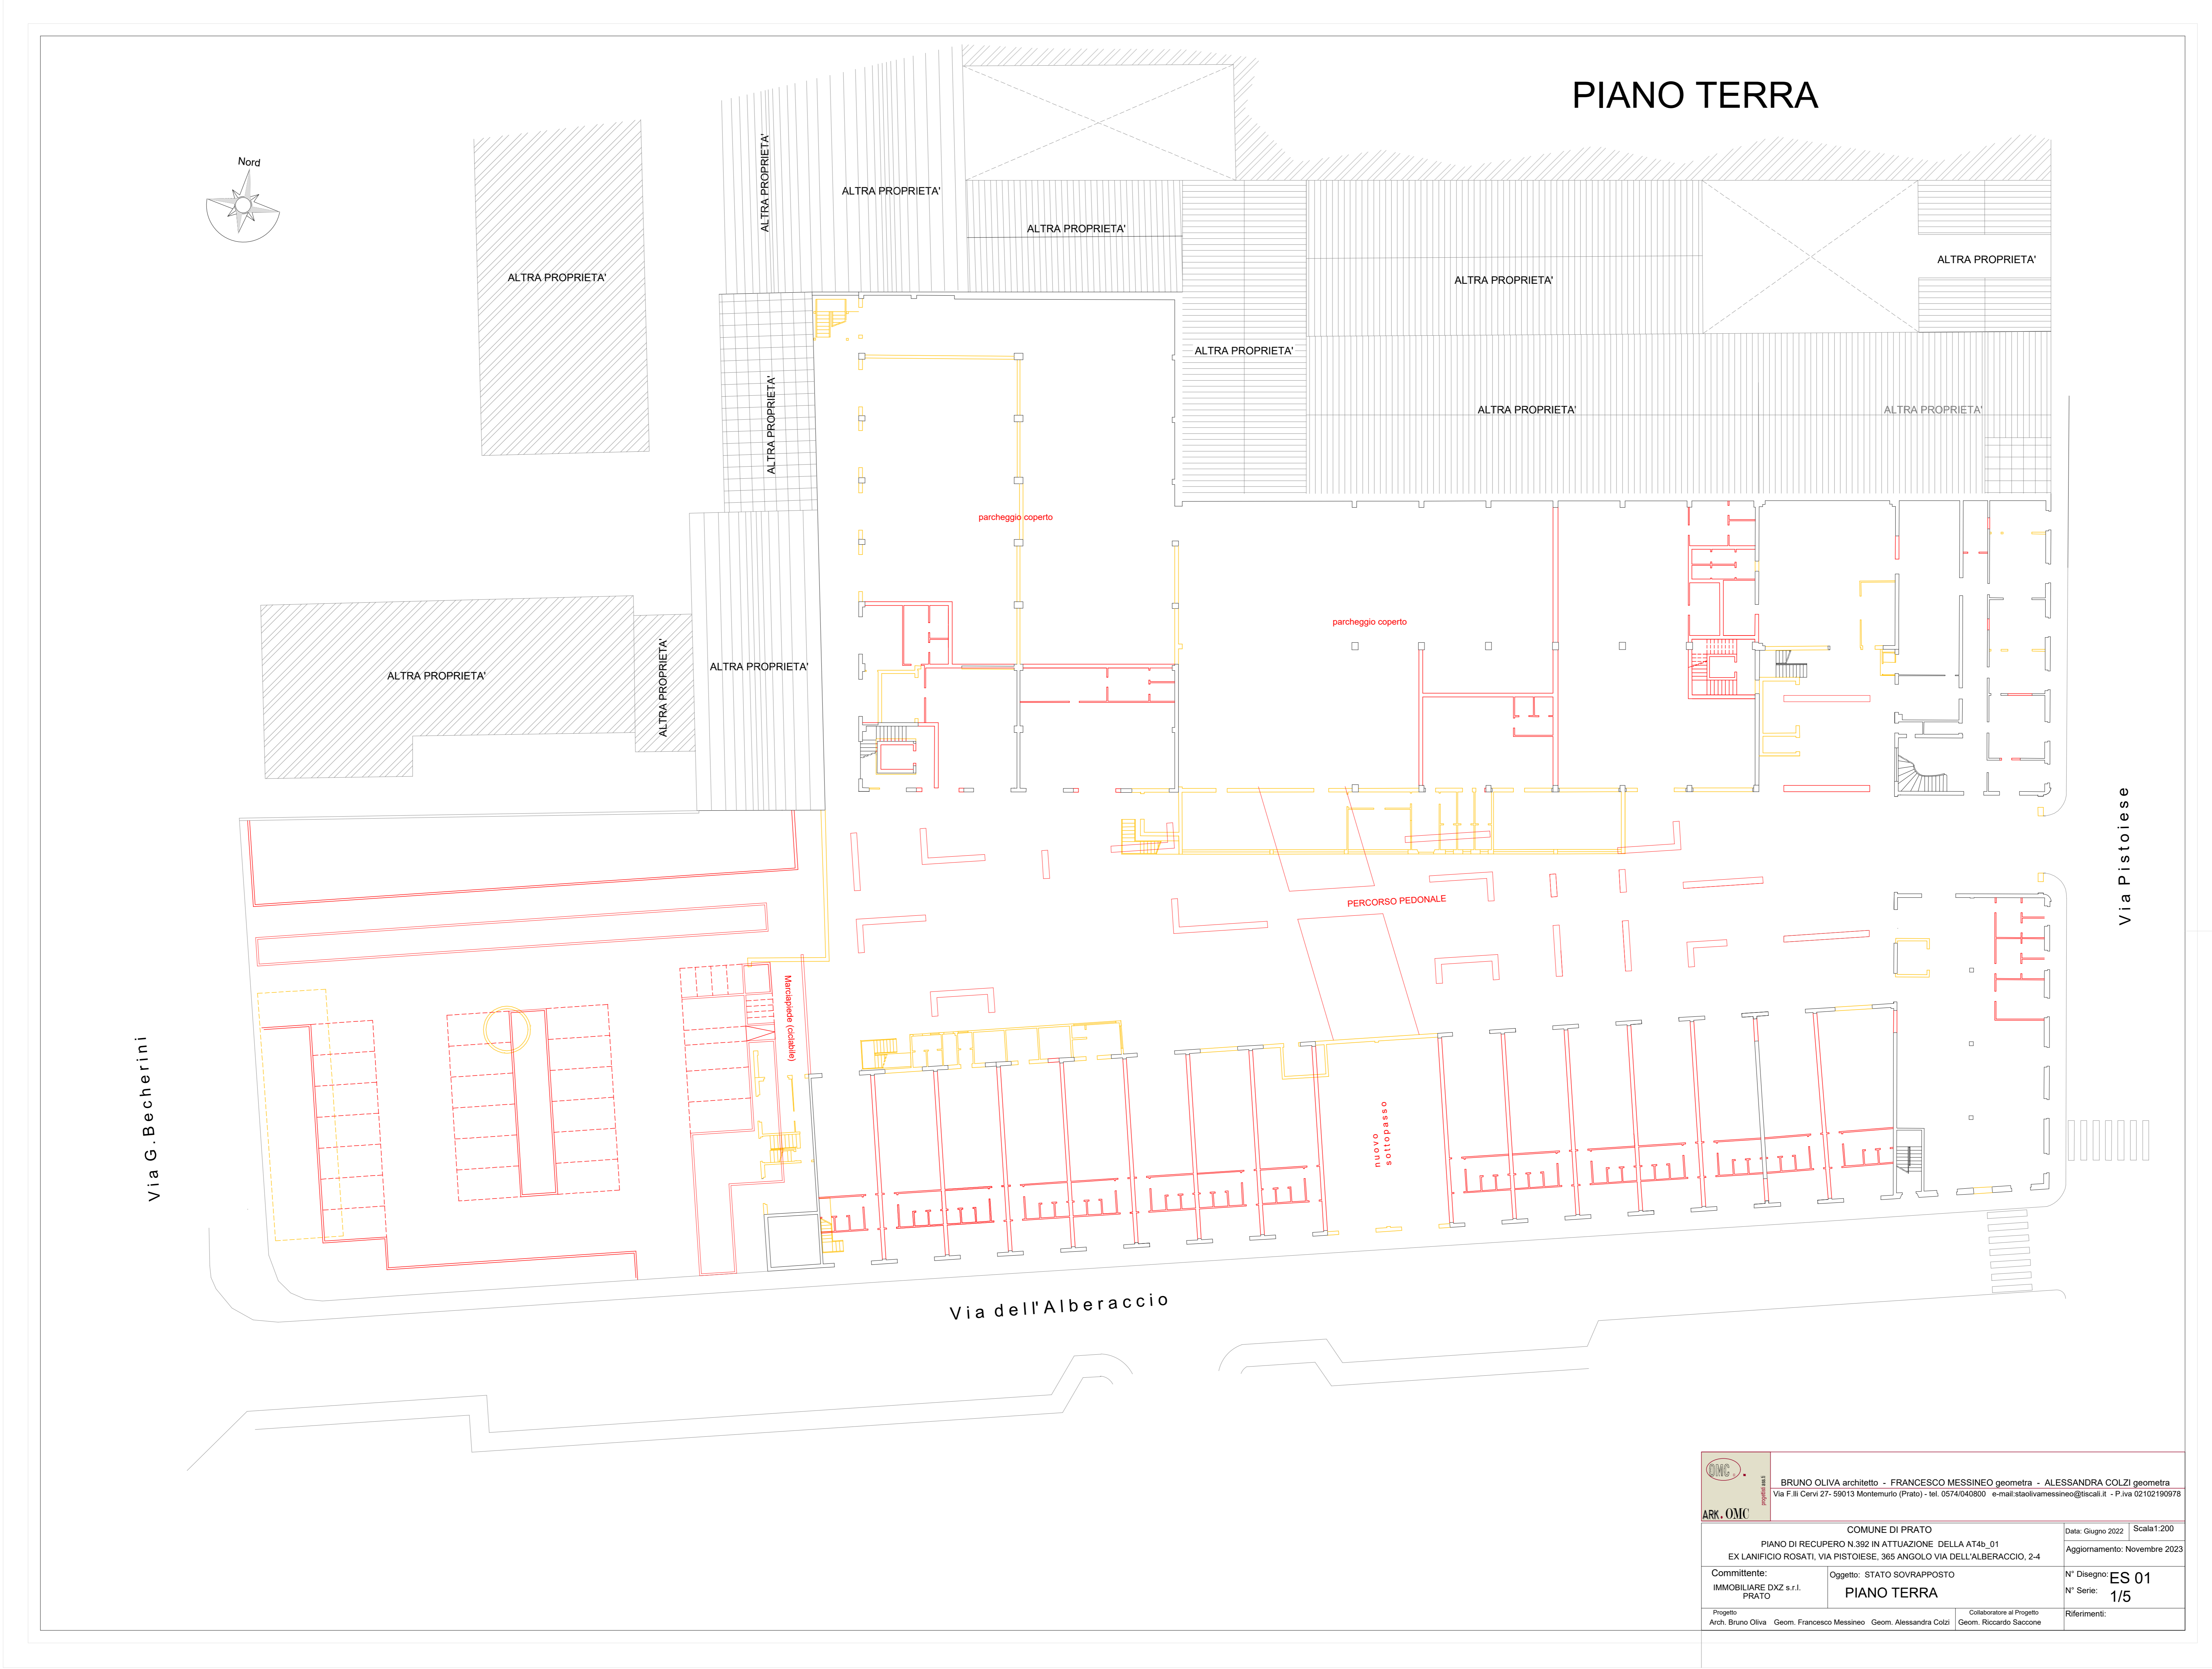 PIANO TERRA
Nord
ALTRA PROPRIETA'
ALTRA PROPRIETA'
ALTRA PROPRIETA'
ALTRA PROPRIETA'
ALTRA PROPRIETA'
ALTRA PROPRIETA'
ALTRA PROPRIETA'
ALTRA PROPRIETA'
ALTRA PROPRIETA'
ALTRA PROPRIETA'
ALTRA PROPRIETA'
parcheggio coperto
parcheggio coperto
ALTRA PROPRIETA'
ALTRA PROPRIETA'
ALTRA PROPRIETA'
PERCORSO PEDONALE
Marciapiede (ciclabile)
nuovo
sottopasso
Via Pistoiese
Via G. Becherini
Via dell'Alberaccio
OMC
progettisti ass.ti
ARK. OMC
BRUNO OLIVA architetto - FRANCESCO MESSINEO geometra - ALESSANDRA COLZI geometra
Via F.lli Cervi 27- 59013 Montemurlo (Prato) - tel. 0574/040800 e-mail:staolivamessineo@tiscali.it - P.iva 02102190978
COMUNE DI PRATO
PIANO DI RECUPERO N.392 IN ATTUAZIONE DELLA AT4b_01
EX LANIFICIO ROSATI, VIA PISTOIESE, 365 ANGOLO VIA DELL'ALBERACCIO, 2-4
Data: Giugno 2022
Scala1:200
Aggiornamento: Novembre 2023
Committente:
IMMOBILIARE DXZ s.r.l.
PRATO
Oggetto: STATO SOVRAPPOSTO
PIANO TERRA
N° Disegno: ES 01
N° Serie: 1/5
Progetto
Arch. Bruno Oliva Geom. Francesco Messineo Geom. Alessandra Colzi
Collaboratore al Progetto
Geom. Riccardo Saccone
Riferimenti: